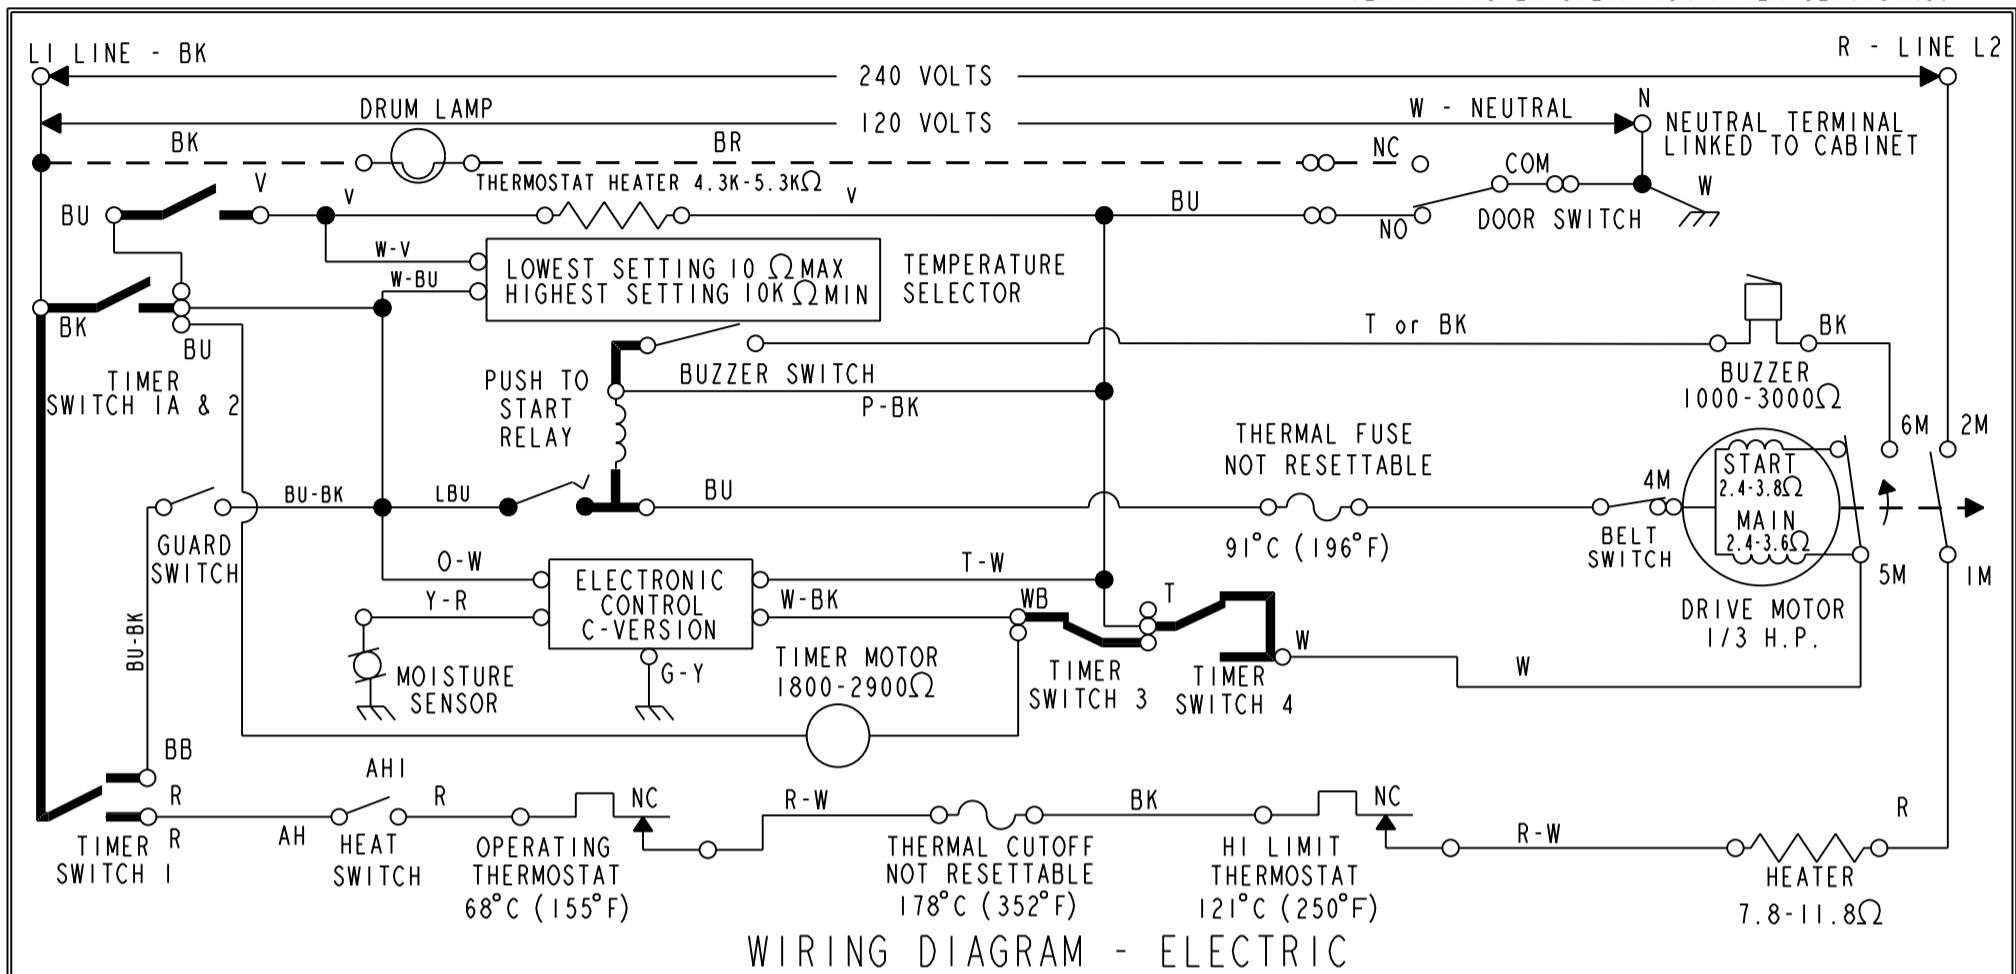 LI LINE - BK
R - LINE L2
240 VOLTS
DRUM LAMP
120 VOLTS
W - NEUTRAL
N
NEUTRAL TERMINAL
LINKED TO CABINET
BK
BR
NC
COM
V
V
THERMOSTAT HEATER 4.3K-5.3KΩ
V
BU
BU
NO
DOOR SWITCH
W
W-V
W-BU
LOWEST SETTING 10 Ω MAX
HIGHEST SETTING 10K Ω MIN
TEMPERATURE
SELECTOR
BK
BU
TIMER
SWITCH 1A & 2
PUSH TO
START
RELAY
BUZZER SWITCH
P-BK
T or BK
BK
BUZZER
1000-3000Ω
THERMAL FUSE
NOT RESETTABLE
91°C (196°F)
6M
2M
START
2.4-3.8Ω
4M
MAIN
2.4-3.6Ω
BELT
SWITCH
5M
1M
DRIVE MOTOR
1/3 H.P.
BU-BK
LBU
BU
GUARD
SWITCH
O-W
Y-R
ELECTRONIC
CONTROL
C-VERSION
T-W
W-BK
WB
T
BU-BK
MOISTURE
SENSOR
G-Y
TIMER MOTOR
1800-2900Ω
TIMER
SWITCH 3
TIMER
SWITCH 4
W
W
BB
R
R
TIMER
SWITCH 1
AH1
AH
HEAT
SWITCH
R
NC
OPERATING
THERMOSTAT
68°C (155°F)
R-W
THERMAL CUTOFF
NOT RESETTABLE
178°C (352°F)
BK
NC
HI LIMIT
THERMOSTAT
121°C (250°F)
R-W
R
HEATER
7.8-11.8Ω
WIRING DIAGRAM - ELECTRIC